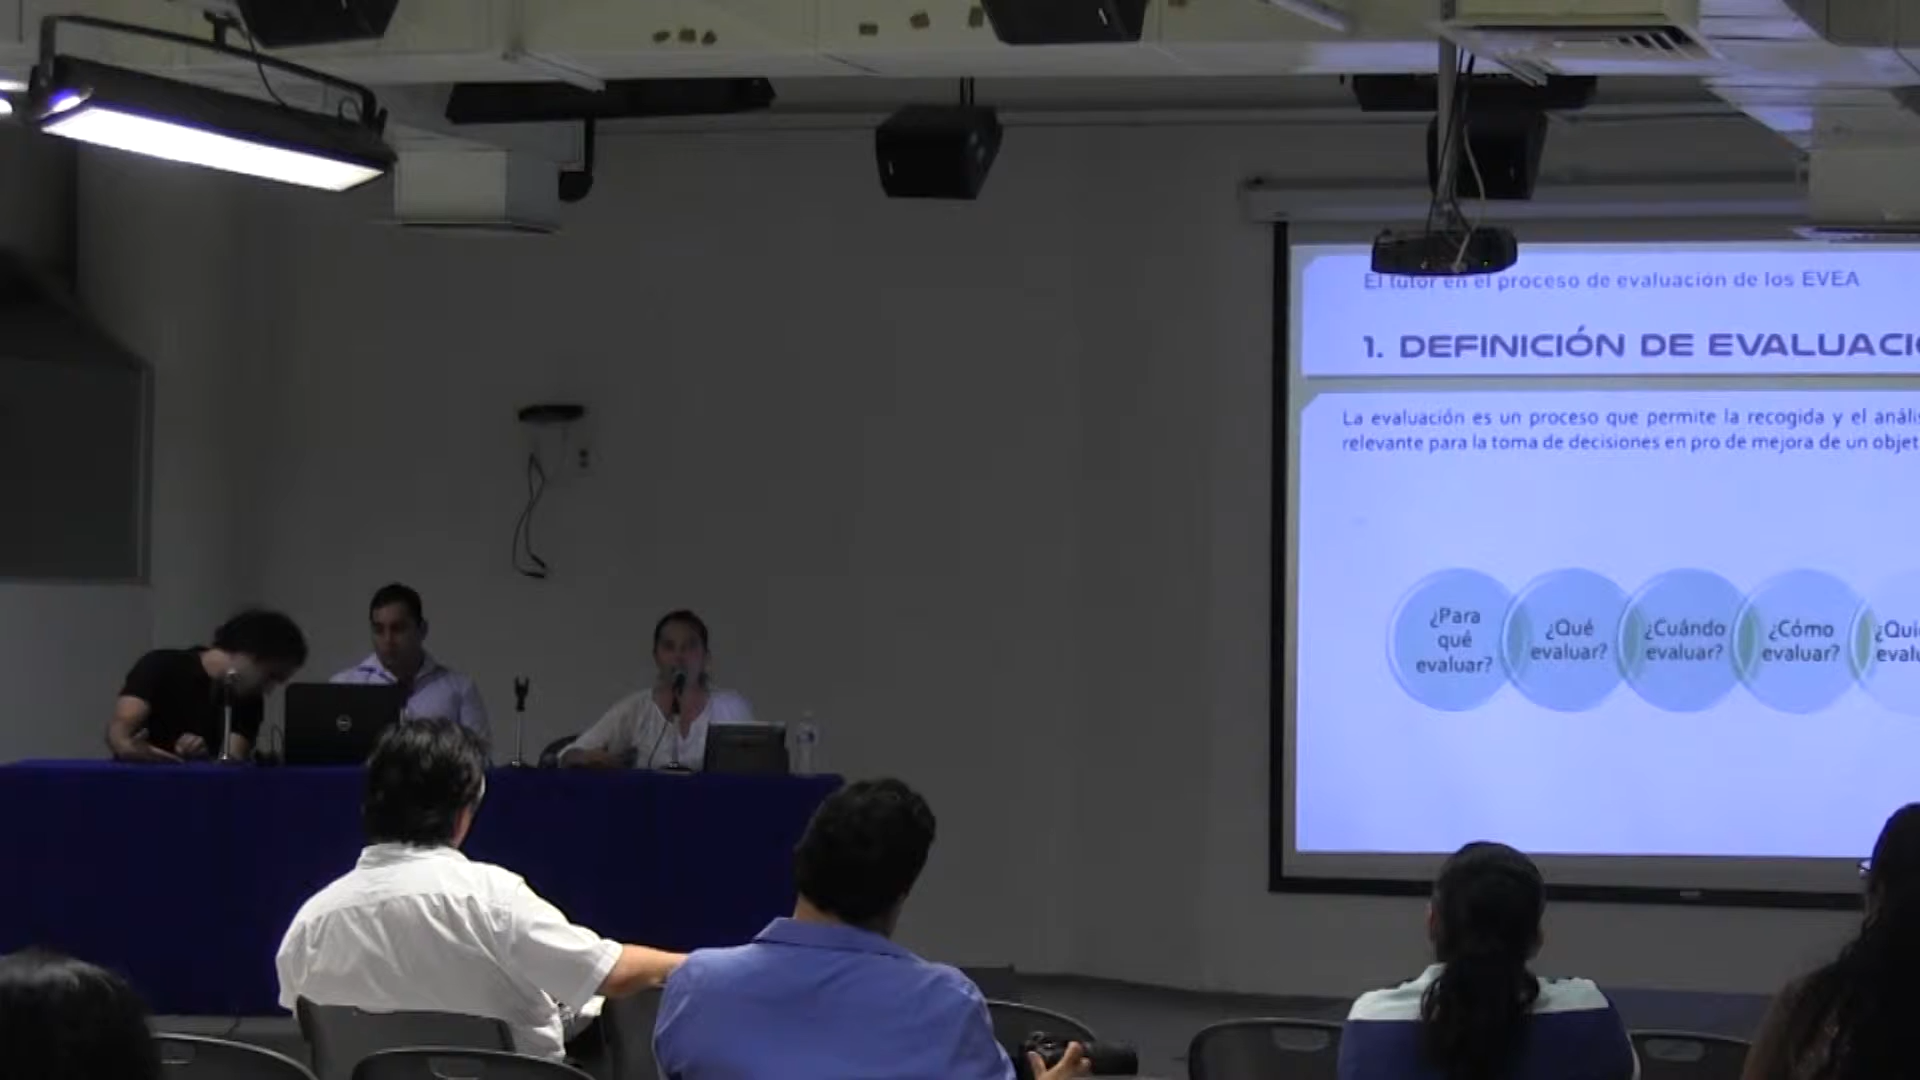 El tutor en el proceso de evaluación de los EVEA
1. DEFINICIÓN DE EVALUACI
La evaluación es un proceso que permite la recogida y el
relevante para la toma de decisiones en pro de mejora de un
¿Para
qué
evaluar?
¿Qué
evaluar?
¿Cuándo
evaluar?
¿Cómo
evaluar?
DELL